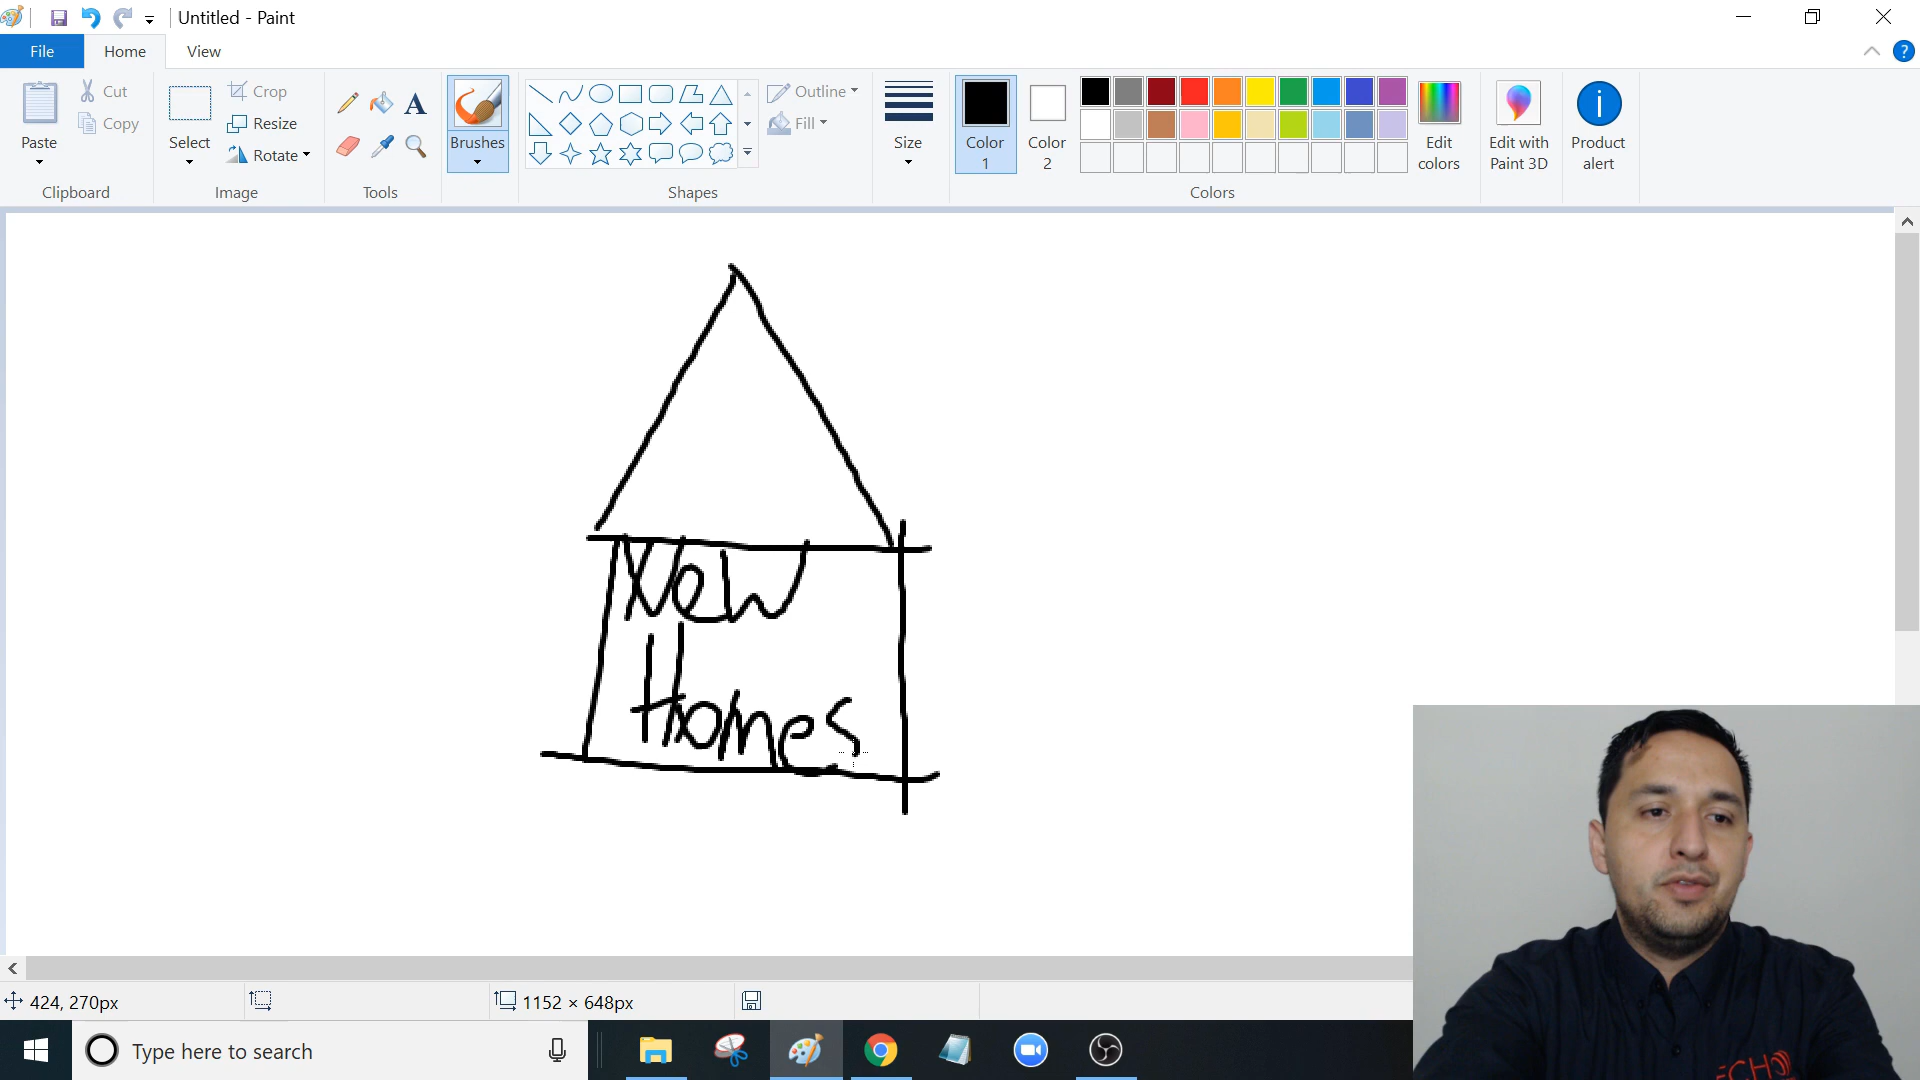 Untitled - Paint
File
Home
View
Paste
Cut
Copy
Clipboard
Select
Crop
Resize
Rotate
Image
A
Tools
Brushes
Shapes
Outline
Fill
Size
Color
1
Color
2
Colors
Edit
colors
Edit with
Paint 3D
Product
alert
New
Homes
424, 270px
1152 × 648px
Type here to search
ECHO